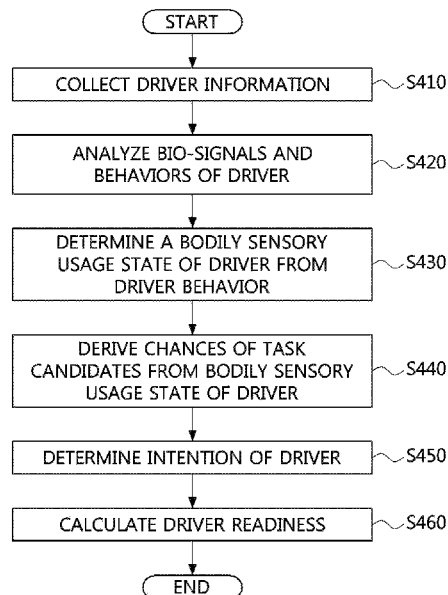 START
COLLECT DRIVER INFORMATION
S410
ANALYZE BIO-SIGNALS AND
BEHAVIORS OF DRIVER
S420
DETERMINE A BODILY SENSORY
USAGE STATE OF DRIVER FROM
DRIVER BEHAVIOR
S430
DERIVE CHANCES OF TASK
CANDIDATES FROM BODILY SENSORY
USAGE STATE OF DRIVER
S440
DETERMINE INTENTION OF DRIVER
S450
CALCULATE DRIVER READINESS
S460
END